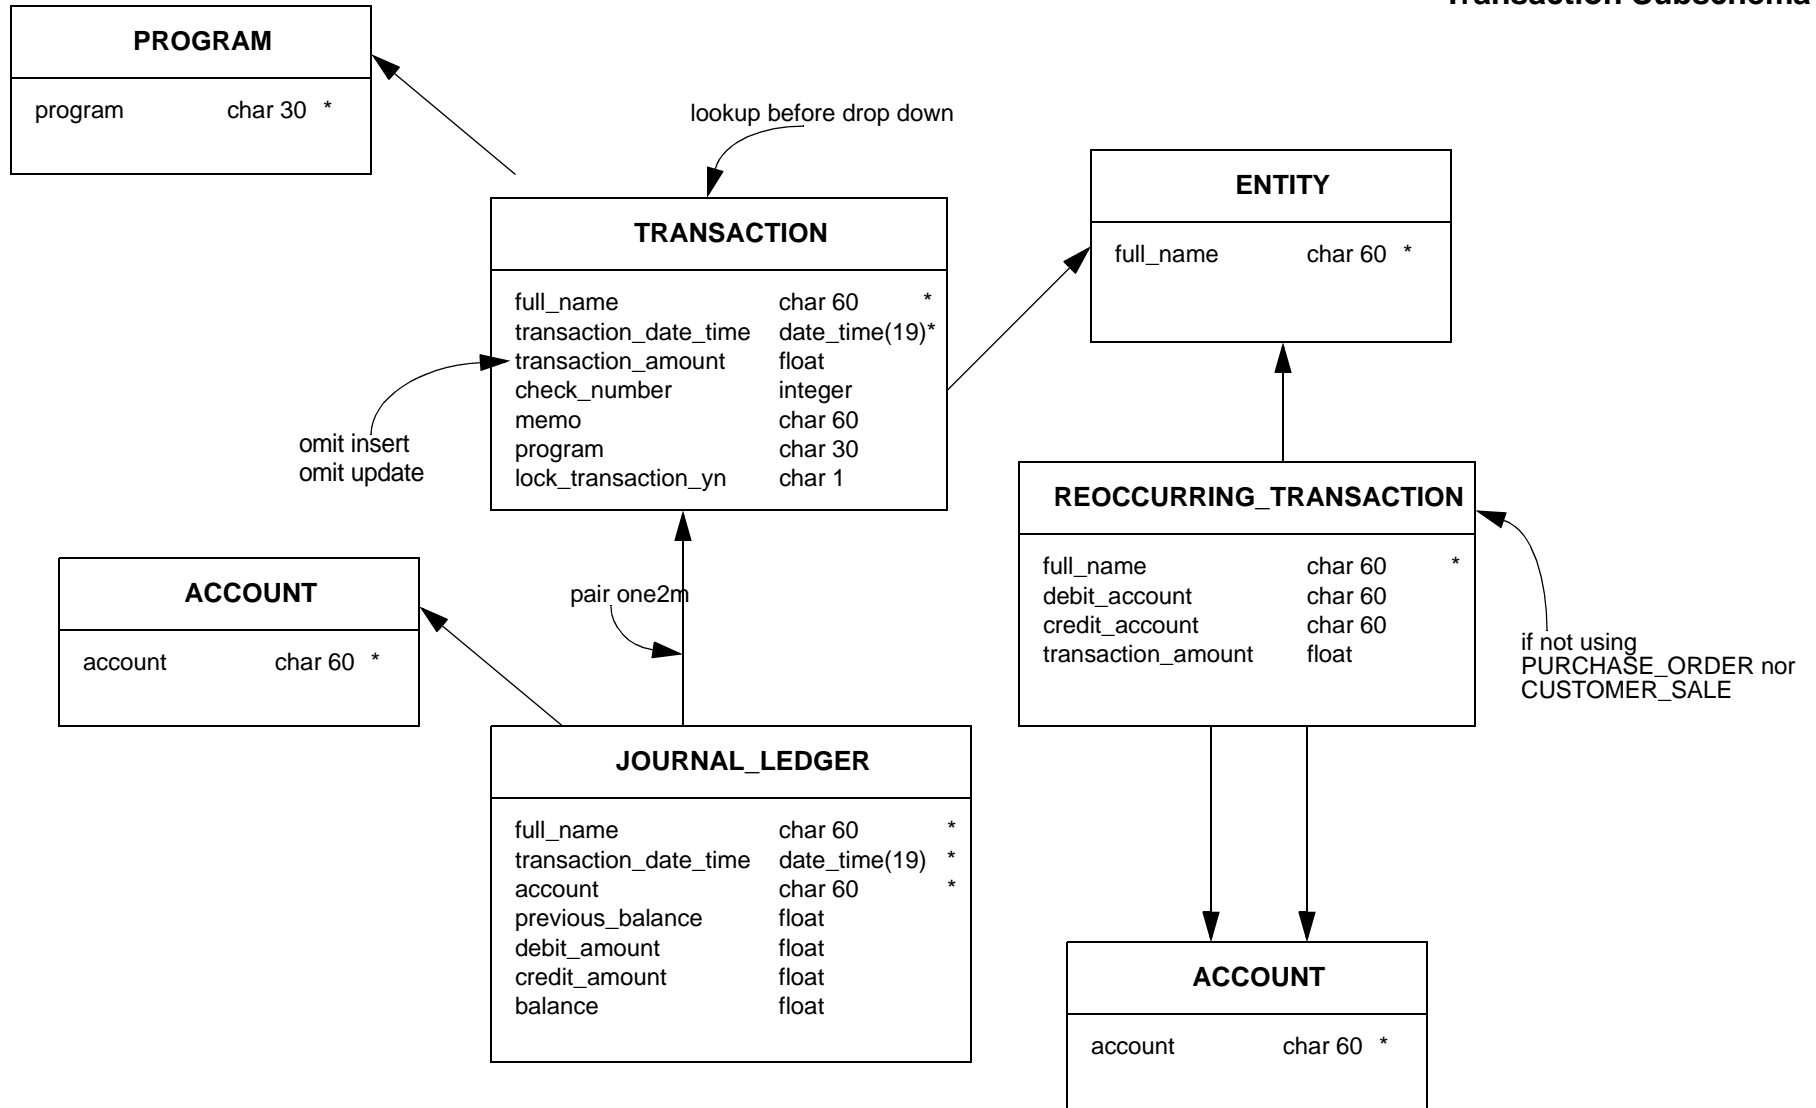 Transaction Subschema
PROGRAM
program char 30 *
lookup before drop down
TRANSACTION
full_name char 60 *
transaction_date_time date_time(19)*
transaction_amount float
check_number integer
memo char 60
program char 30
lock_transaction_yn char 1
omit insert
omit update
ENTITY
full_name char 60 *
REOCCURRING_TRANSACTION
full_name char 60 *
debit_account char 60
credit_account char 60
transaction_amount float
if not using
PURCHASE_ORDER nor
CUSTOMER_SALE
ACCOUNT
account char 60 *
pair one2m
JOURNAL_LEDGER
full_name char 60 *
transaction_date_time date_time(19) *
account char 60 *
previous_balance float
debit_amount float
credit_amount float
balance float
ACCOUNT
account char 60 *